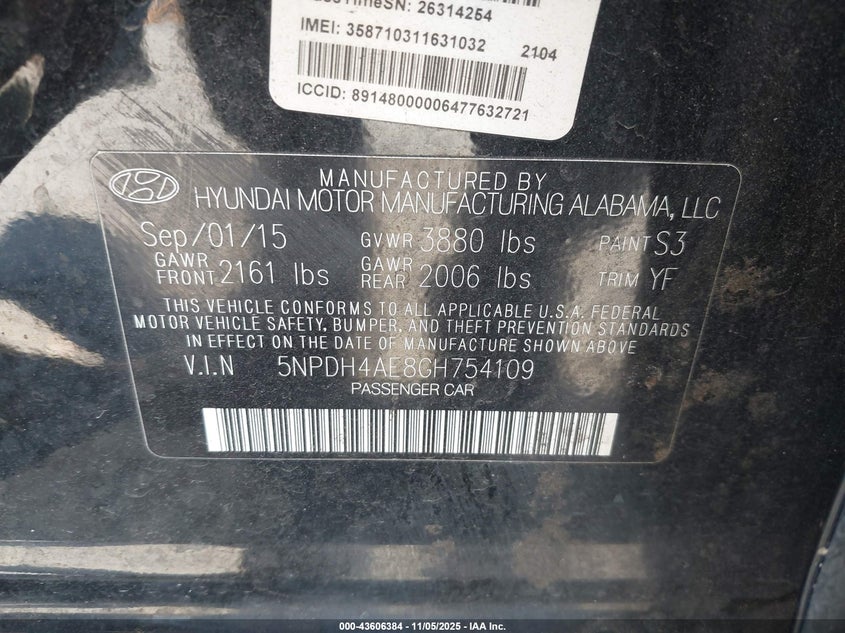 SN: 26314254
IMEI: 358710311631032 2104
ICCID: 89148000006477632721
MANUFACTURED BY
HYUNDAI MOTOR MANUFACTURING ALABAMA, LLC
Sep/01/15 GVWR 3880 lbs PAINT S3
GAWR FRONT 2161 lbs GAWR REAR 2006 lbs TRIM YF
THIS VEHICLE CONFORMS TO ALL APPLICABLE U.S.A. FEDERAL
MOTOR VEHICLE SAFETY, BUMPER, AND THEFT PREVENTION STANDARDS
IN EFFECT ON THE DATE OF MANUFACTURE SHOWN ABOVE
V.I.N 5NPDH4AE8GH754109
PASSENGER CAR
000-43606384 - 11/05/2025 - IAA Inc.